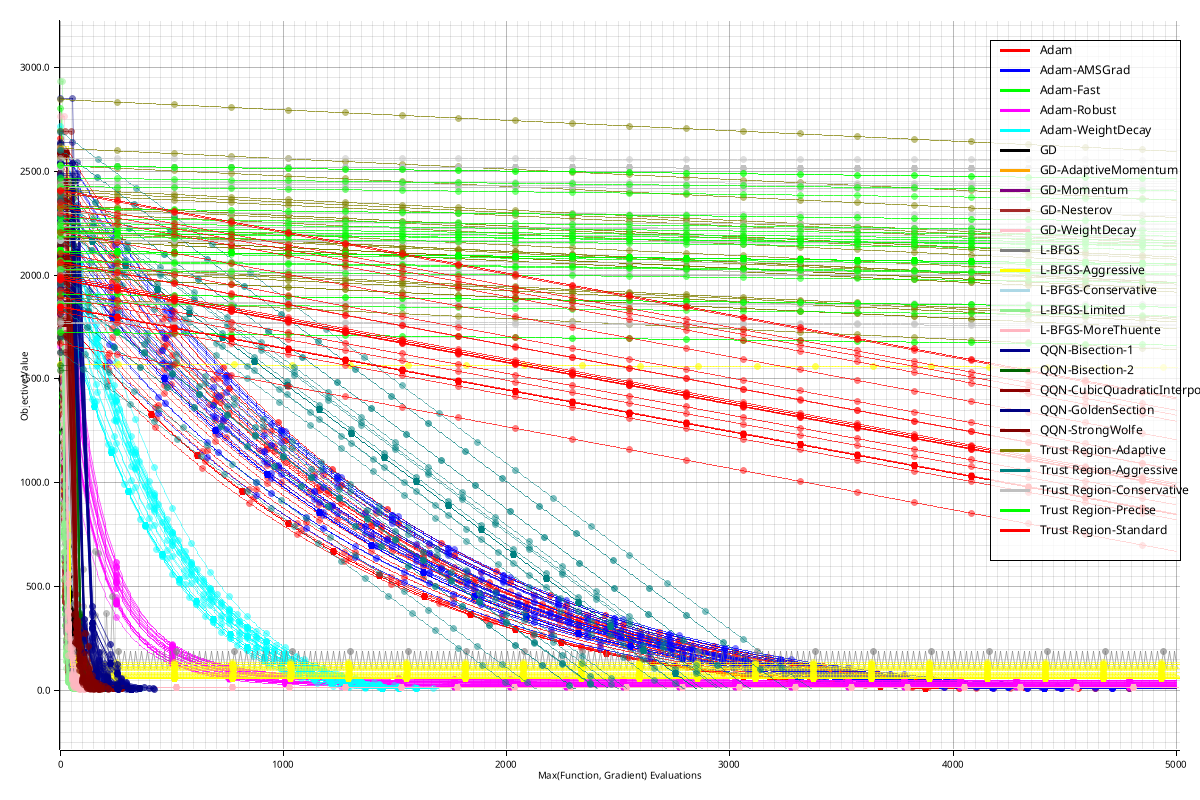 3000.0
2500.0
2000.0
1500.0
1000.0
500.0
0.0
Objective Value
0
1000
2000
3000
4000
5000
Max(Function, Gradient) Evaluations
Adam
Adam-AMSGrad
Adam-Fast
Adam-Robust
Adam-WeightDecay
GD
GD-AdaptiveMomentum
GD-Momentum
GD-Nesterov
GD-WeightDecay
L-BFGS
L-BFGS-Aggressive
L-BFGS-Conservative
L-BFGS-Limited
L-BFGS-MoreThuente
QQN-Bisection-1
QQN-Bisection-2
QQN-CubicQuadraticInterpo
QQN-GoldenSection
QQN-StrongWolfe
Trust Region-Adaptive
Trust Region-Aggressive
Trust Region-Conservative
Trust Region-Precise
Trust Region-Standard